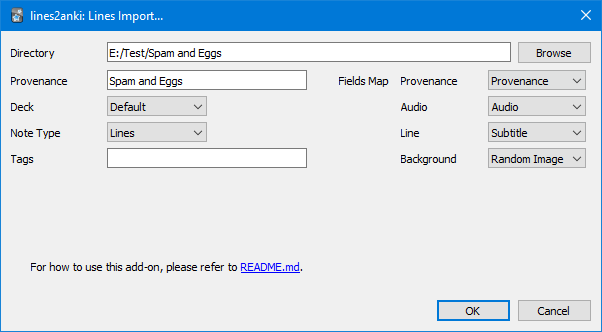 lines2anki: Lines Import...
Directory E:/Test/Spam and Eggs Browse
Provenance Spam and Eggs Fields Map Provenance Provenance
Deck Default Audio Audio
Note Type Lines Line Subtitle
Tags Background Random Image
For how to use this add-on, please refer to README.md.
OK Cancel